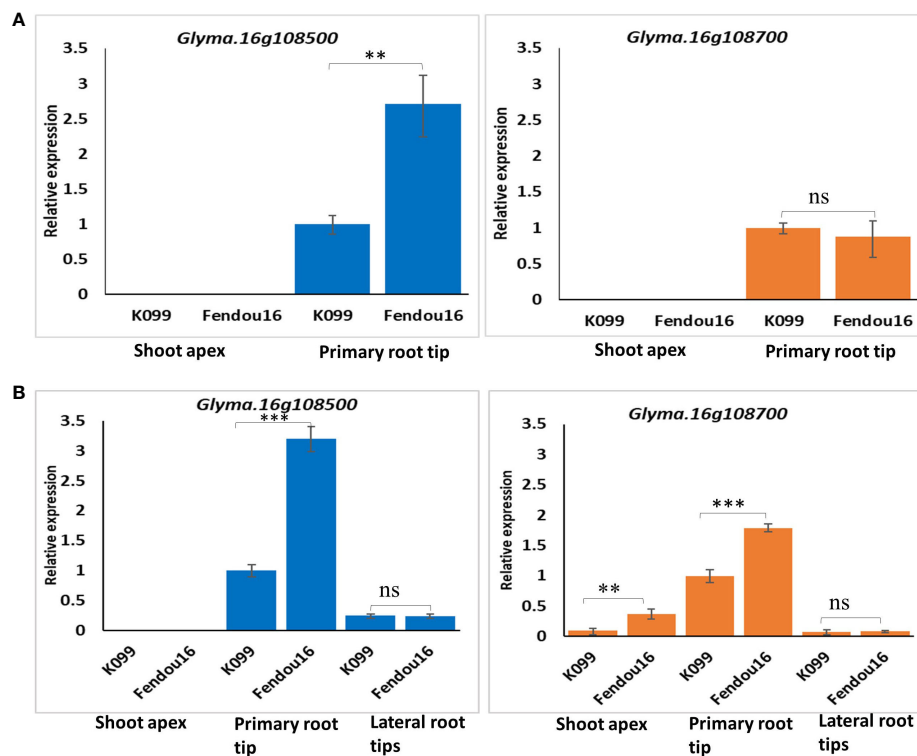 A
Glyma.16g108500
**
Relative expression
3.5
3
2.5
2
1.5
1
0.5
0
K099 Fendou16 K099 Fendou16
Shoot apex Primary root tip
Glyma.16g108700
ns
Relative expression
3.5
3
2.5
2
1.5
1
0.5
0
K099 Fendou16 K099 Fendou16
Shoot apex Primary root tip
B
Glyma.16g108500
***
ns
Relative expression
3.5
3
2.5
2
1.5
1
0.5
0
K099 Fendou16 K099 Fendou16 K099 Fendou16
Shoot apex Primary root Lateral root
tip tips
Glyma.16g108700
***
**
ns
Relative expression
3.5
3
2.5
2
1.5
1
0.5
0
K099 Fendou16 K099 Fendou16 K099 Fendou16
Shoot apex Primary root Lateral root
tip tips